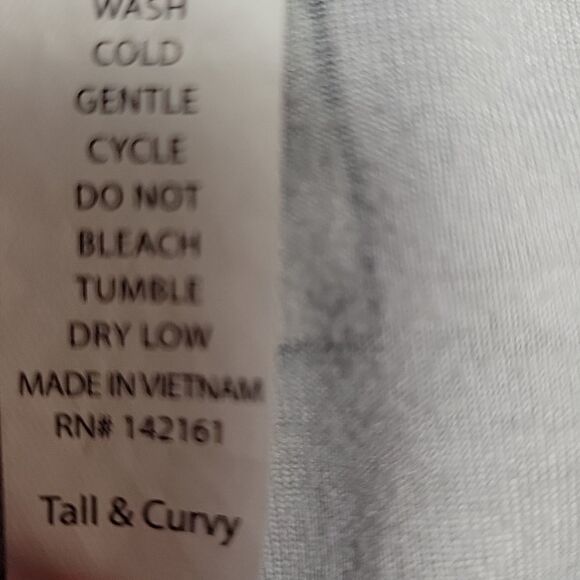 WASH
COLD
GENTLE
CYCLE
DO NOT
BLEACH
TUMBLE
DRY LOW
MADE IN VIETNAM
RN# 142161
Tall & Curvy